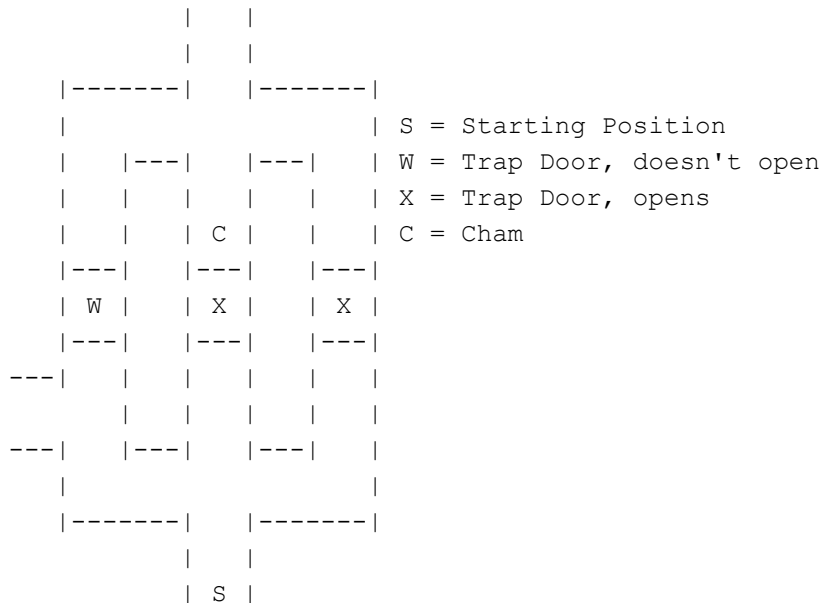 |   |
            |   |
    |-------|   |-------|
    |                   | S = Starting Position
    |   |---|   |---|   | W = Trap Door, doesn't open
    |   |   |   |   |   | X = Trap Door, opens
    |   |   | C |   |   | C = Cham
    |---|   |---|   |---|
    | W |   | X |   | X |
    |---|   |---|   |---|
 ---|   |   |   |   |   |
        |   |   |   |   |
 ---|   |---|   |---|   |
    |                   |
    |-------|   |-------|
            |   |
            | S |